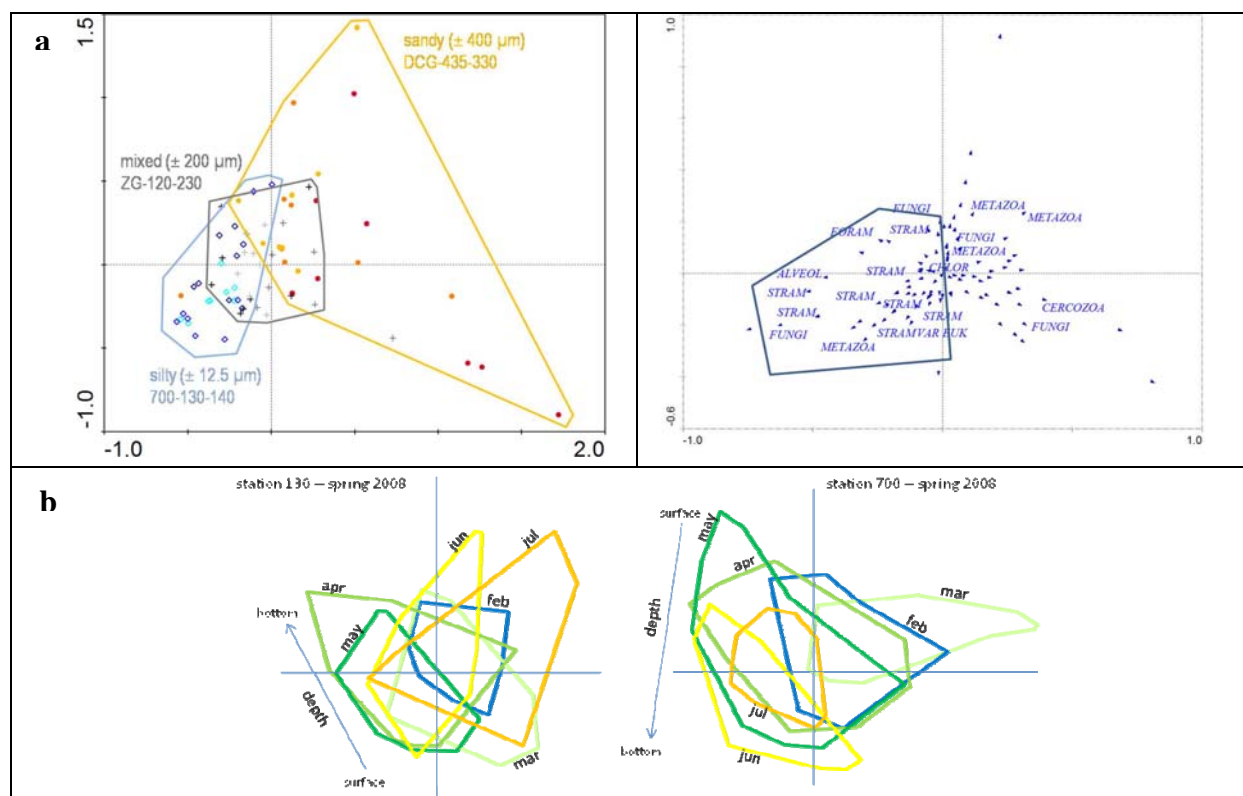 a
1.5
sandy (± 400 µm)
DCG-435-330
mixed (± 200 µm)
ZG-120-230
silty (± 12.5 µm)
700-130-140
-1.0
-1.0
2.0
1.0
FUNGI
METAZOA
METAZOA
FORAM
STRAM
FUNGI
METAZOA
ALVEOL
STRAM
CHLOR
STRAM
STRAM
STRAM
STRAM
STRAM
CERCOZOA
FUNGI
STRAMVAR EUK
FUNGI
METAZOA
-0.6
-1.0
1.0
b
station 130 – spring 2008
jun
jul
apr
feb
bottom
may
depth
mar
surface
station 700 – spring 2008
surface
may
apr
mar
depth
feb
jul
bottom
jun